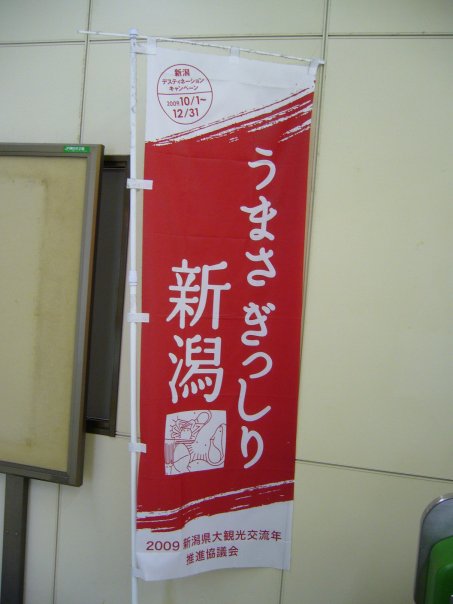 新潟
デスティネーション
キャンペーン
2009.10/1~
12/31
うまさぎっしり
新潟
2009 新潟県大観光交流年
推進協議会